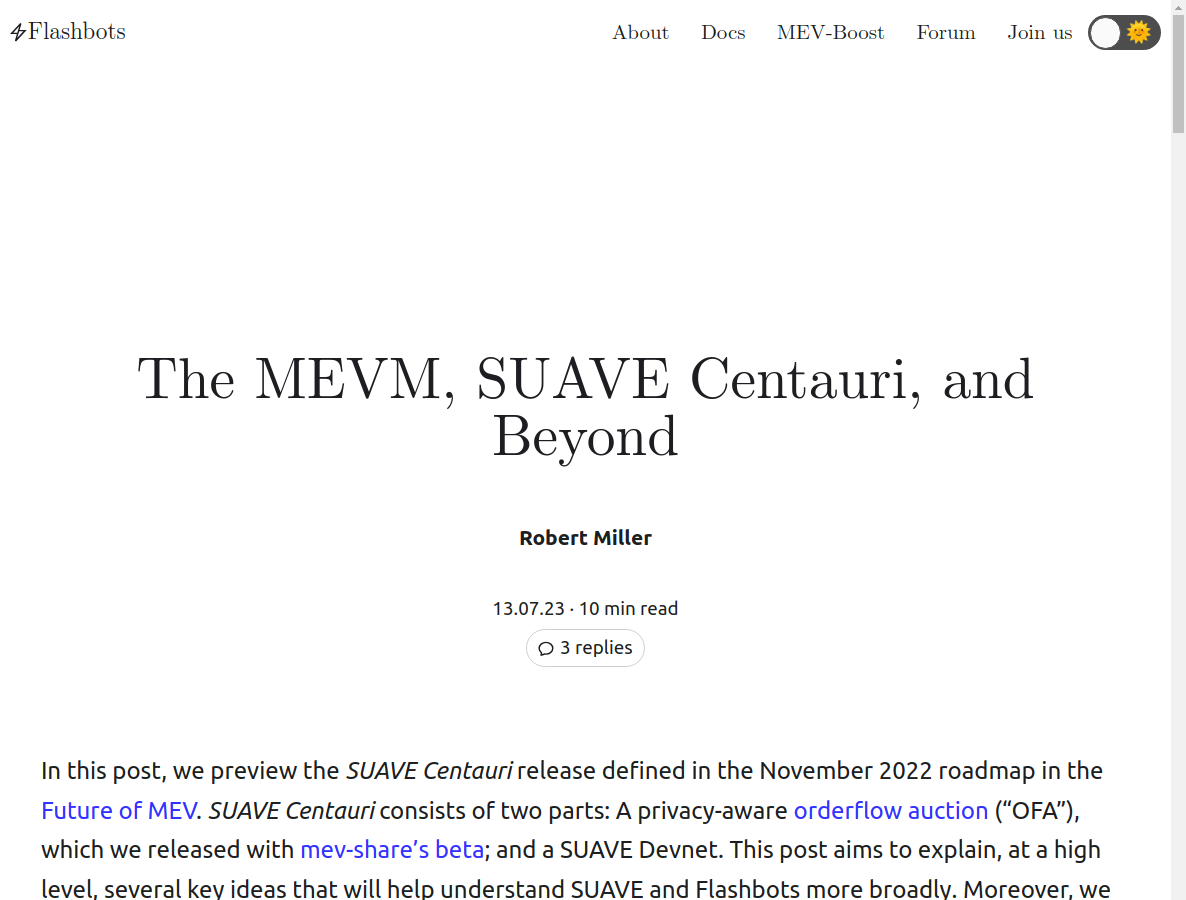 Flashbots About Docs MEV-Boost Forum Join us
The MEVM, SUAVE Centauri, and
Beyond
Robert Miller
13.07.23 · 10 min read
3 replies
In this post, we preview the SUAVE Centauri release defined in the November 2022 roadmap in the
Future of MEV. SUAVE Centauri consists of two parts: A privacy-aware orderflow auction (“OFA”),
which we released with mev-share’s beta; and a SUAVE Devnet. This post aims to explain, at a high
level, several key ideas that will help understand SUAVE and Flashbots more broadly. Moreover, we